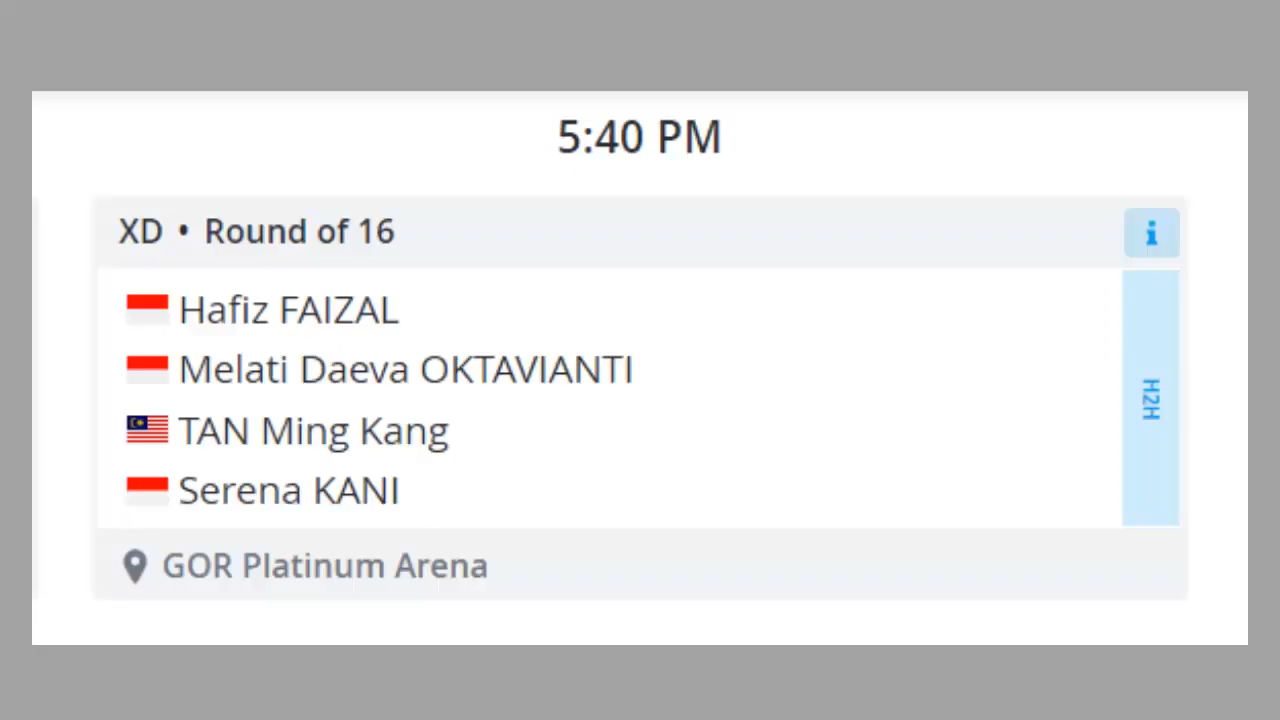 5:40 PM
XD • Round of 16
i
Hafiz FAIZAL
Melati Daeva OKTAVIANTI
TAN Ming Kang
Serena KANI
H2H
GOR Platinum Arena